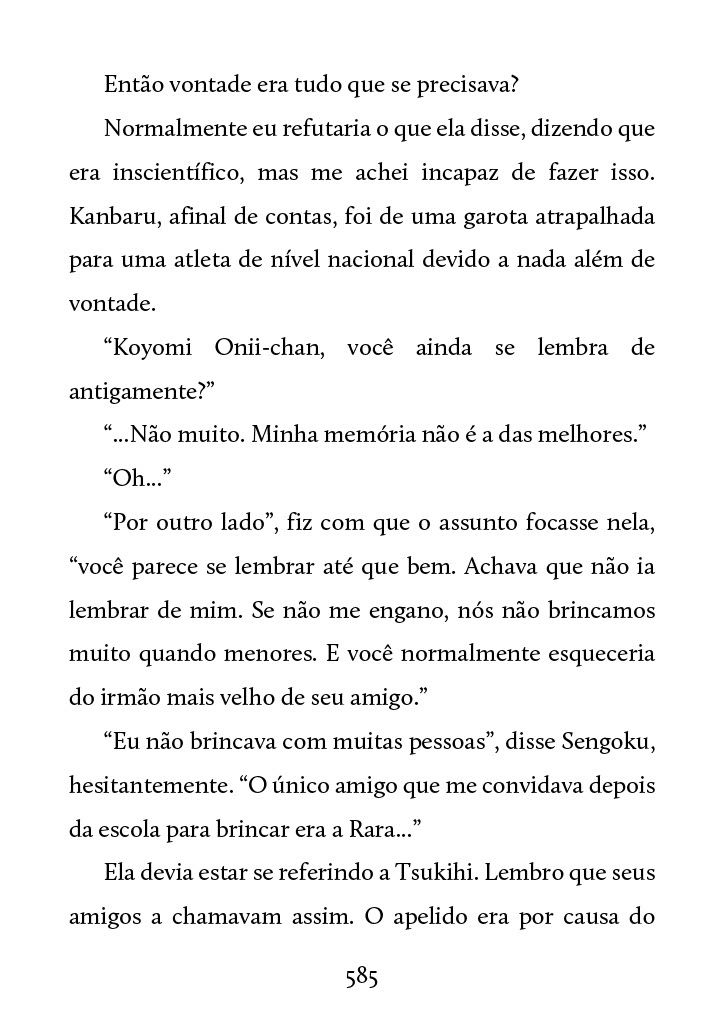 Então vontade era tudo que se precisava?
Normalmente eu refutaria o que ela disse, dizendo que
era inscientífico, mas me achei incapaz de fazer isso.
Kanbaru, afinal de contas, foi de uma garota atrapalhada
para uma atleta de nível nacional devido a nada além de
vontade.
“Koyomi Onii-chan, você ainda se lembra de
antigamente?”
“...Não muito. Minha memória não é a das melhores.”
“Oh...”
“Por outro lado”, fiz com que o assunto focasse nela,
“você parece se lembrar até que bem. Achava que não ia
lembrar de mim. Se não me engano, nós não brincamos
muito quando menores. E você normalmente esqueceria
do irmão mais velho de seu amigo.”
“Eu não brincava com muitas pessoas”, disse Sengoku,
hesitantemente. “O único amigo que me convidava depois
da escola para brincar era a Rara...”
Ela devia estar se referindo a Tsukihi. Lembro que seus
amigos a chamavam assim. O apelido era por causa do
585